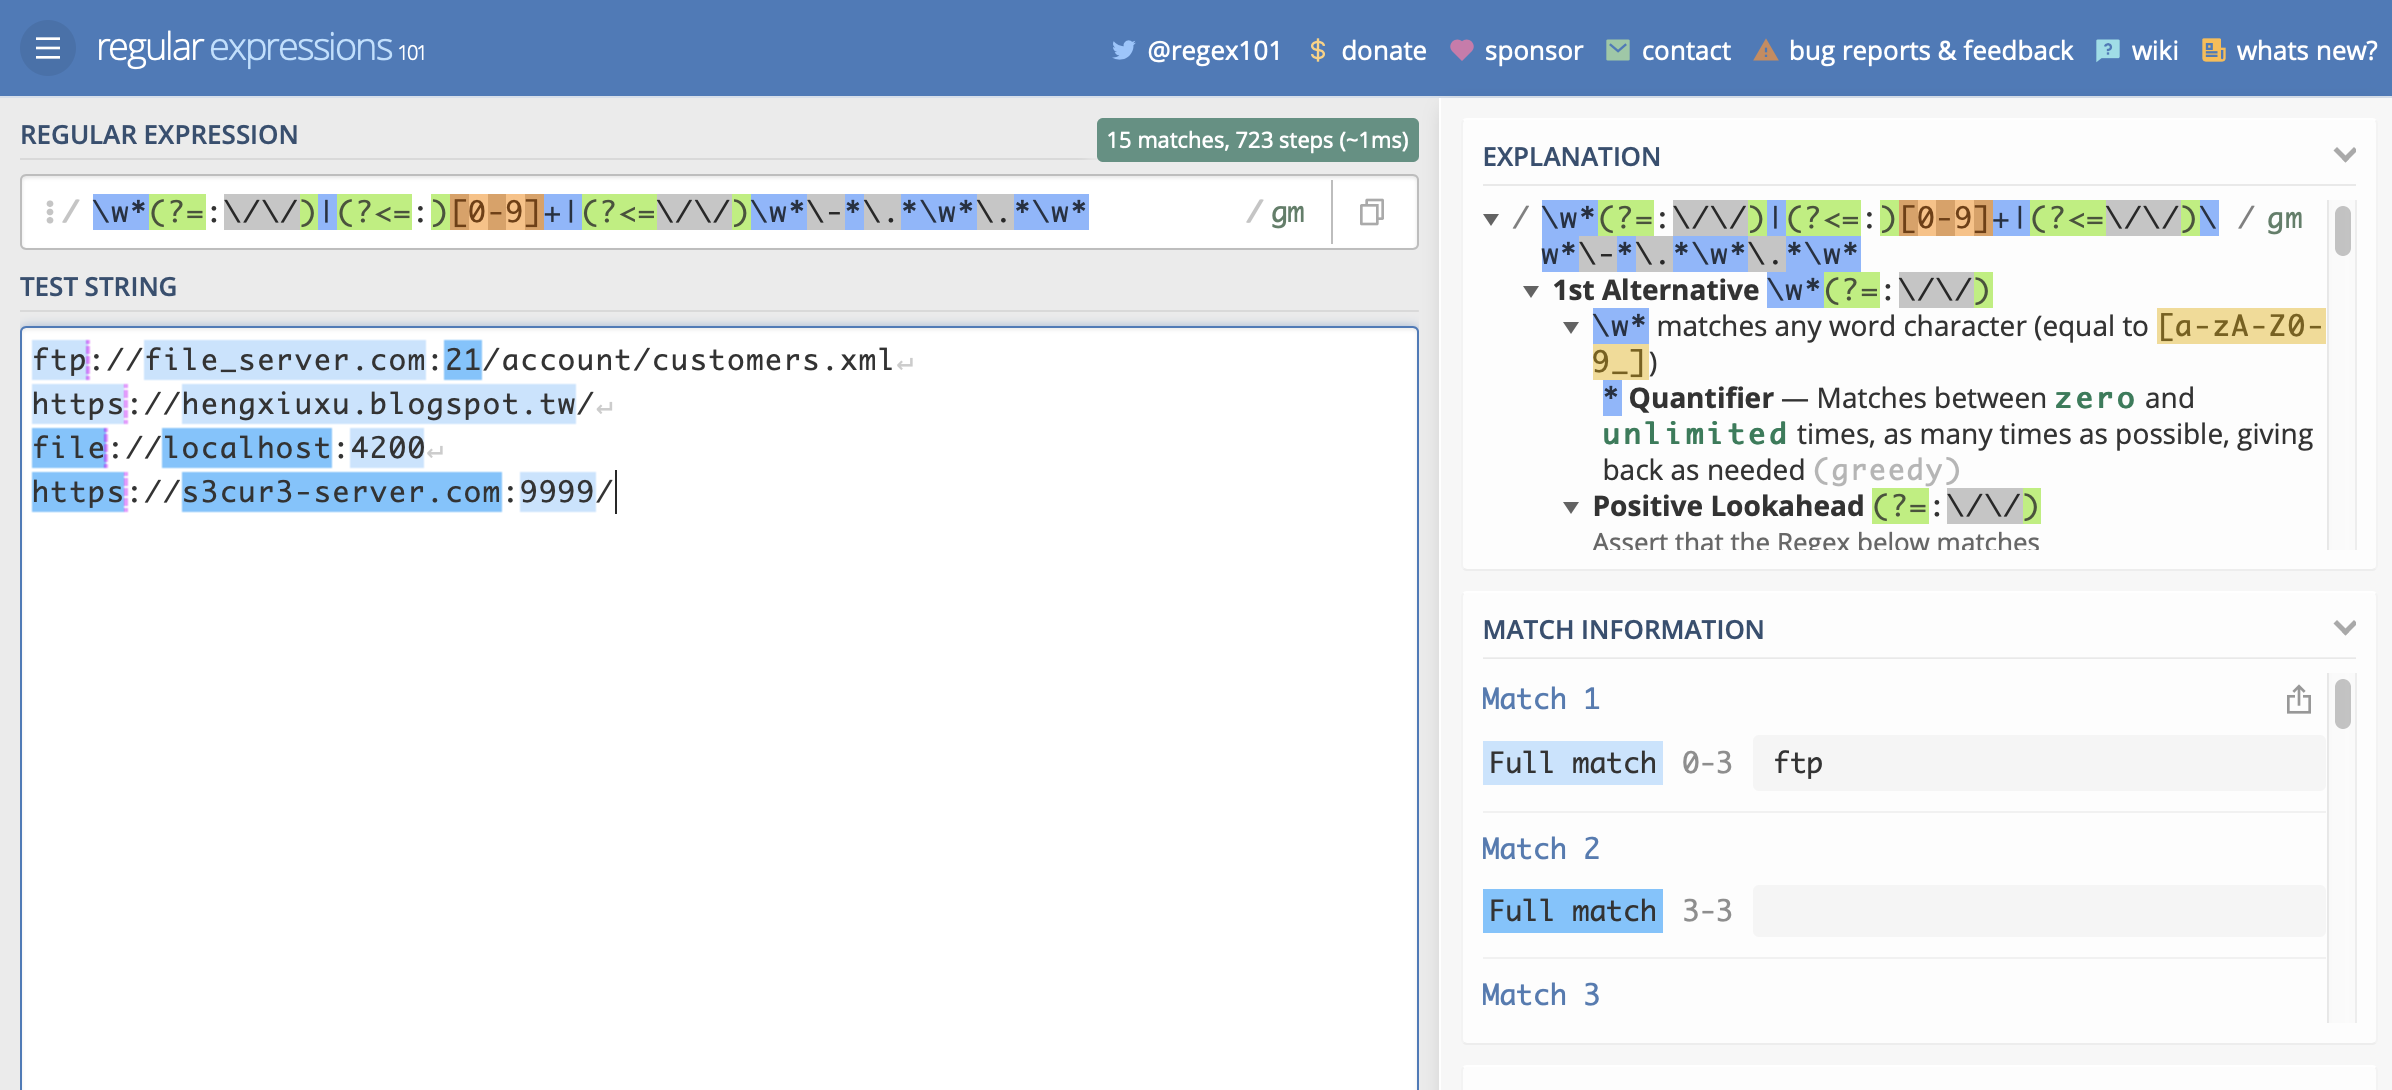 regular expressions 101
@regex101 donate sponsor contact bug reports & feedback wiki whats new?
REGULAR EXPRESSION
15 matches, 723 steps (~1ms)
/ \w*(?=:\/\/)|(?<=:)[0-9]+|(?<=\/\/)\w*\-*\.*\w*\.*\w* / gm
TEST STRING
ftp://file_server.com:21/account/customers.xml
https://hengxiuxu.blogspot.tw/
file://localhost:4200
https://s3cur3-server.com:9999/
EXPLANATION
/ \w*(?=:\/\/)|(?<=:)[0-9]+|(?<=\/\/)\ / gm
w*\-*\.*\w*\.*\w*
1st Alternative \w*(?=:\/\/)
\w* matches any word character (equal to [a-zA-Z0-
9_])
* Quantifier — Matches between zero and
unlimited times, as many times as possible, giving
back as needed (greedy)
Positive Lookahead (?=:\/\/)
Assert that the Regex below matches
MATCH INFORMATION
Match 1
Full match 0-3 ftp
Match 2
Full match 3-3
Match 3